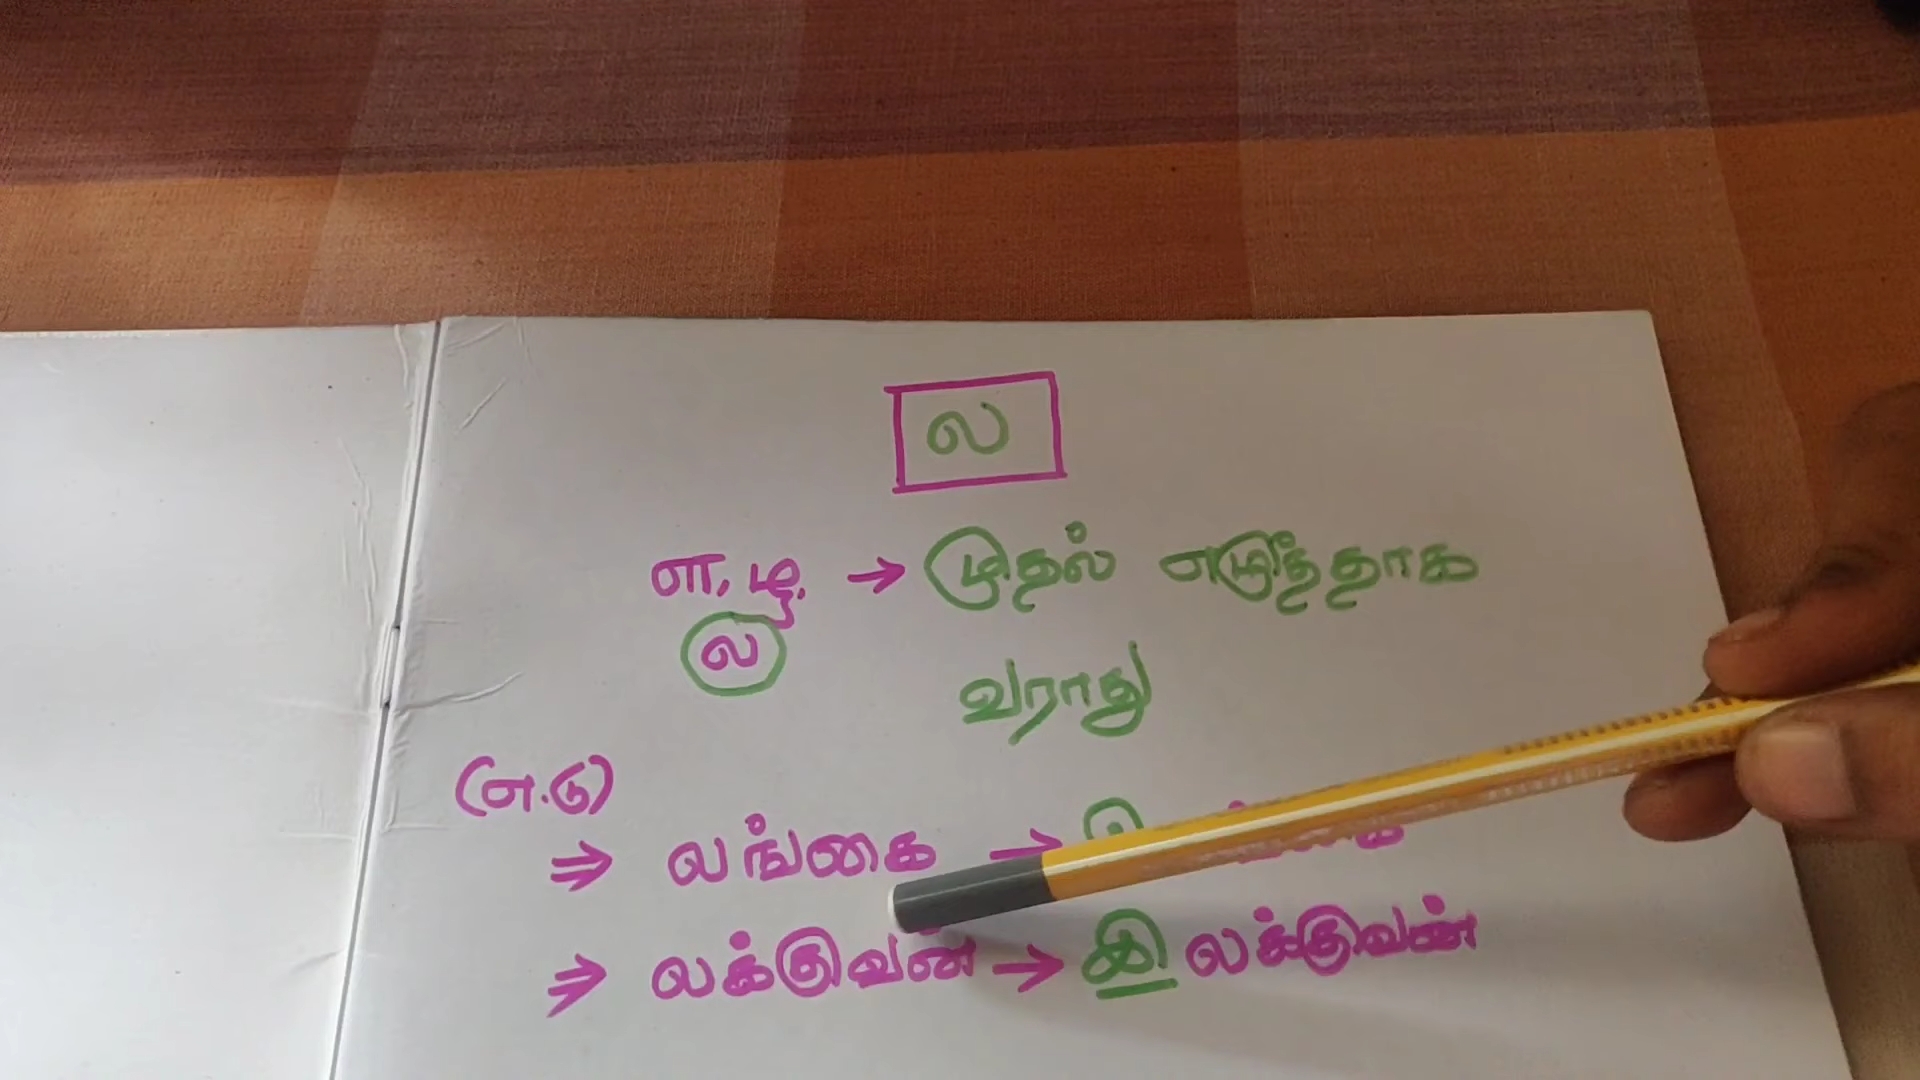 ல
ள, ழ, → முதல் எழுத்தாக
ல வராது
(எ.டு)
⇒ லங்கை →
⇒ லக்குவன் → இலக்குவன்